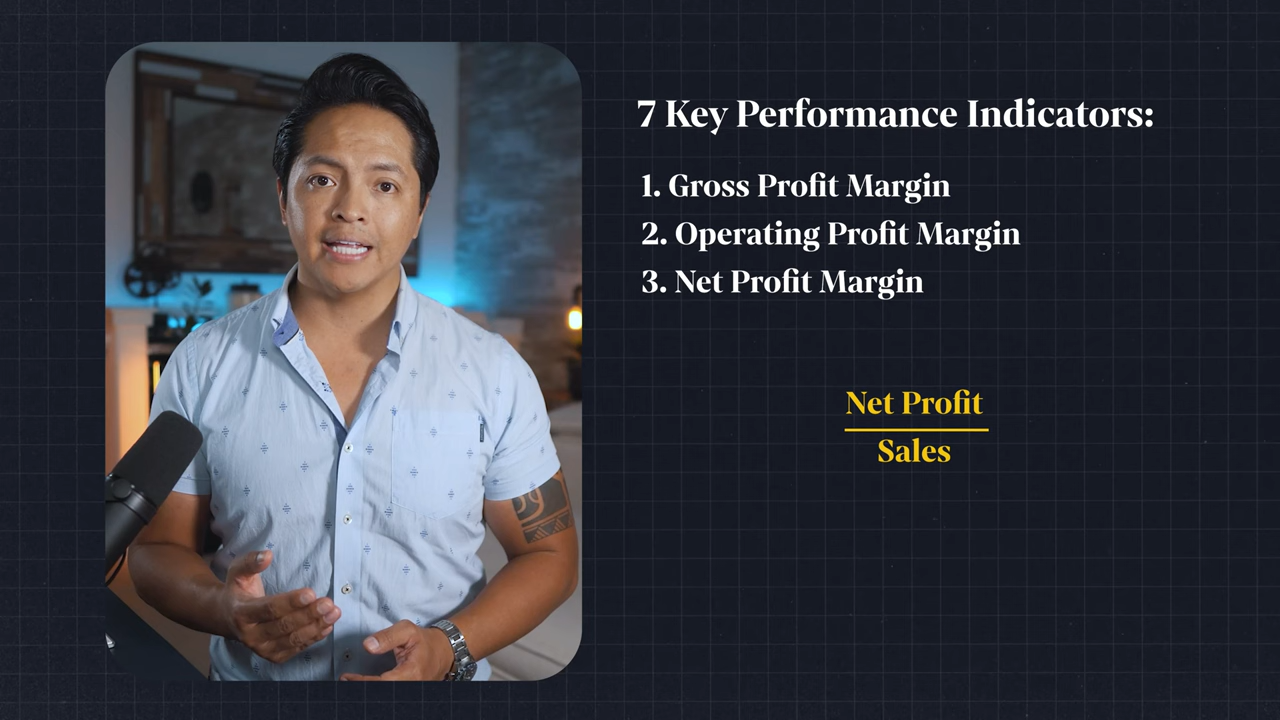 7 Key Performance Indicators:
1. Gross Profit Margin
2. Operating Profit Margin
3. Net Profit Margin
Net Profit
Sales